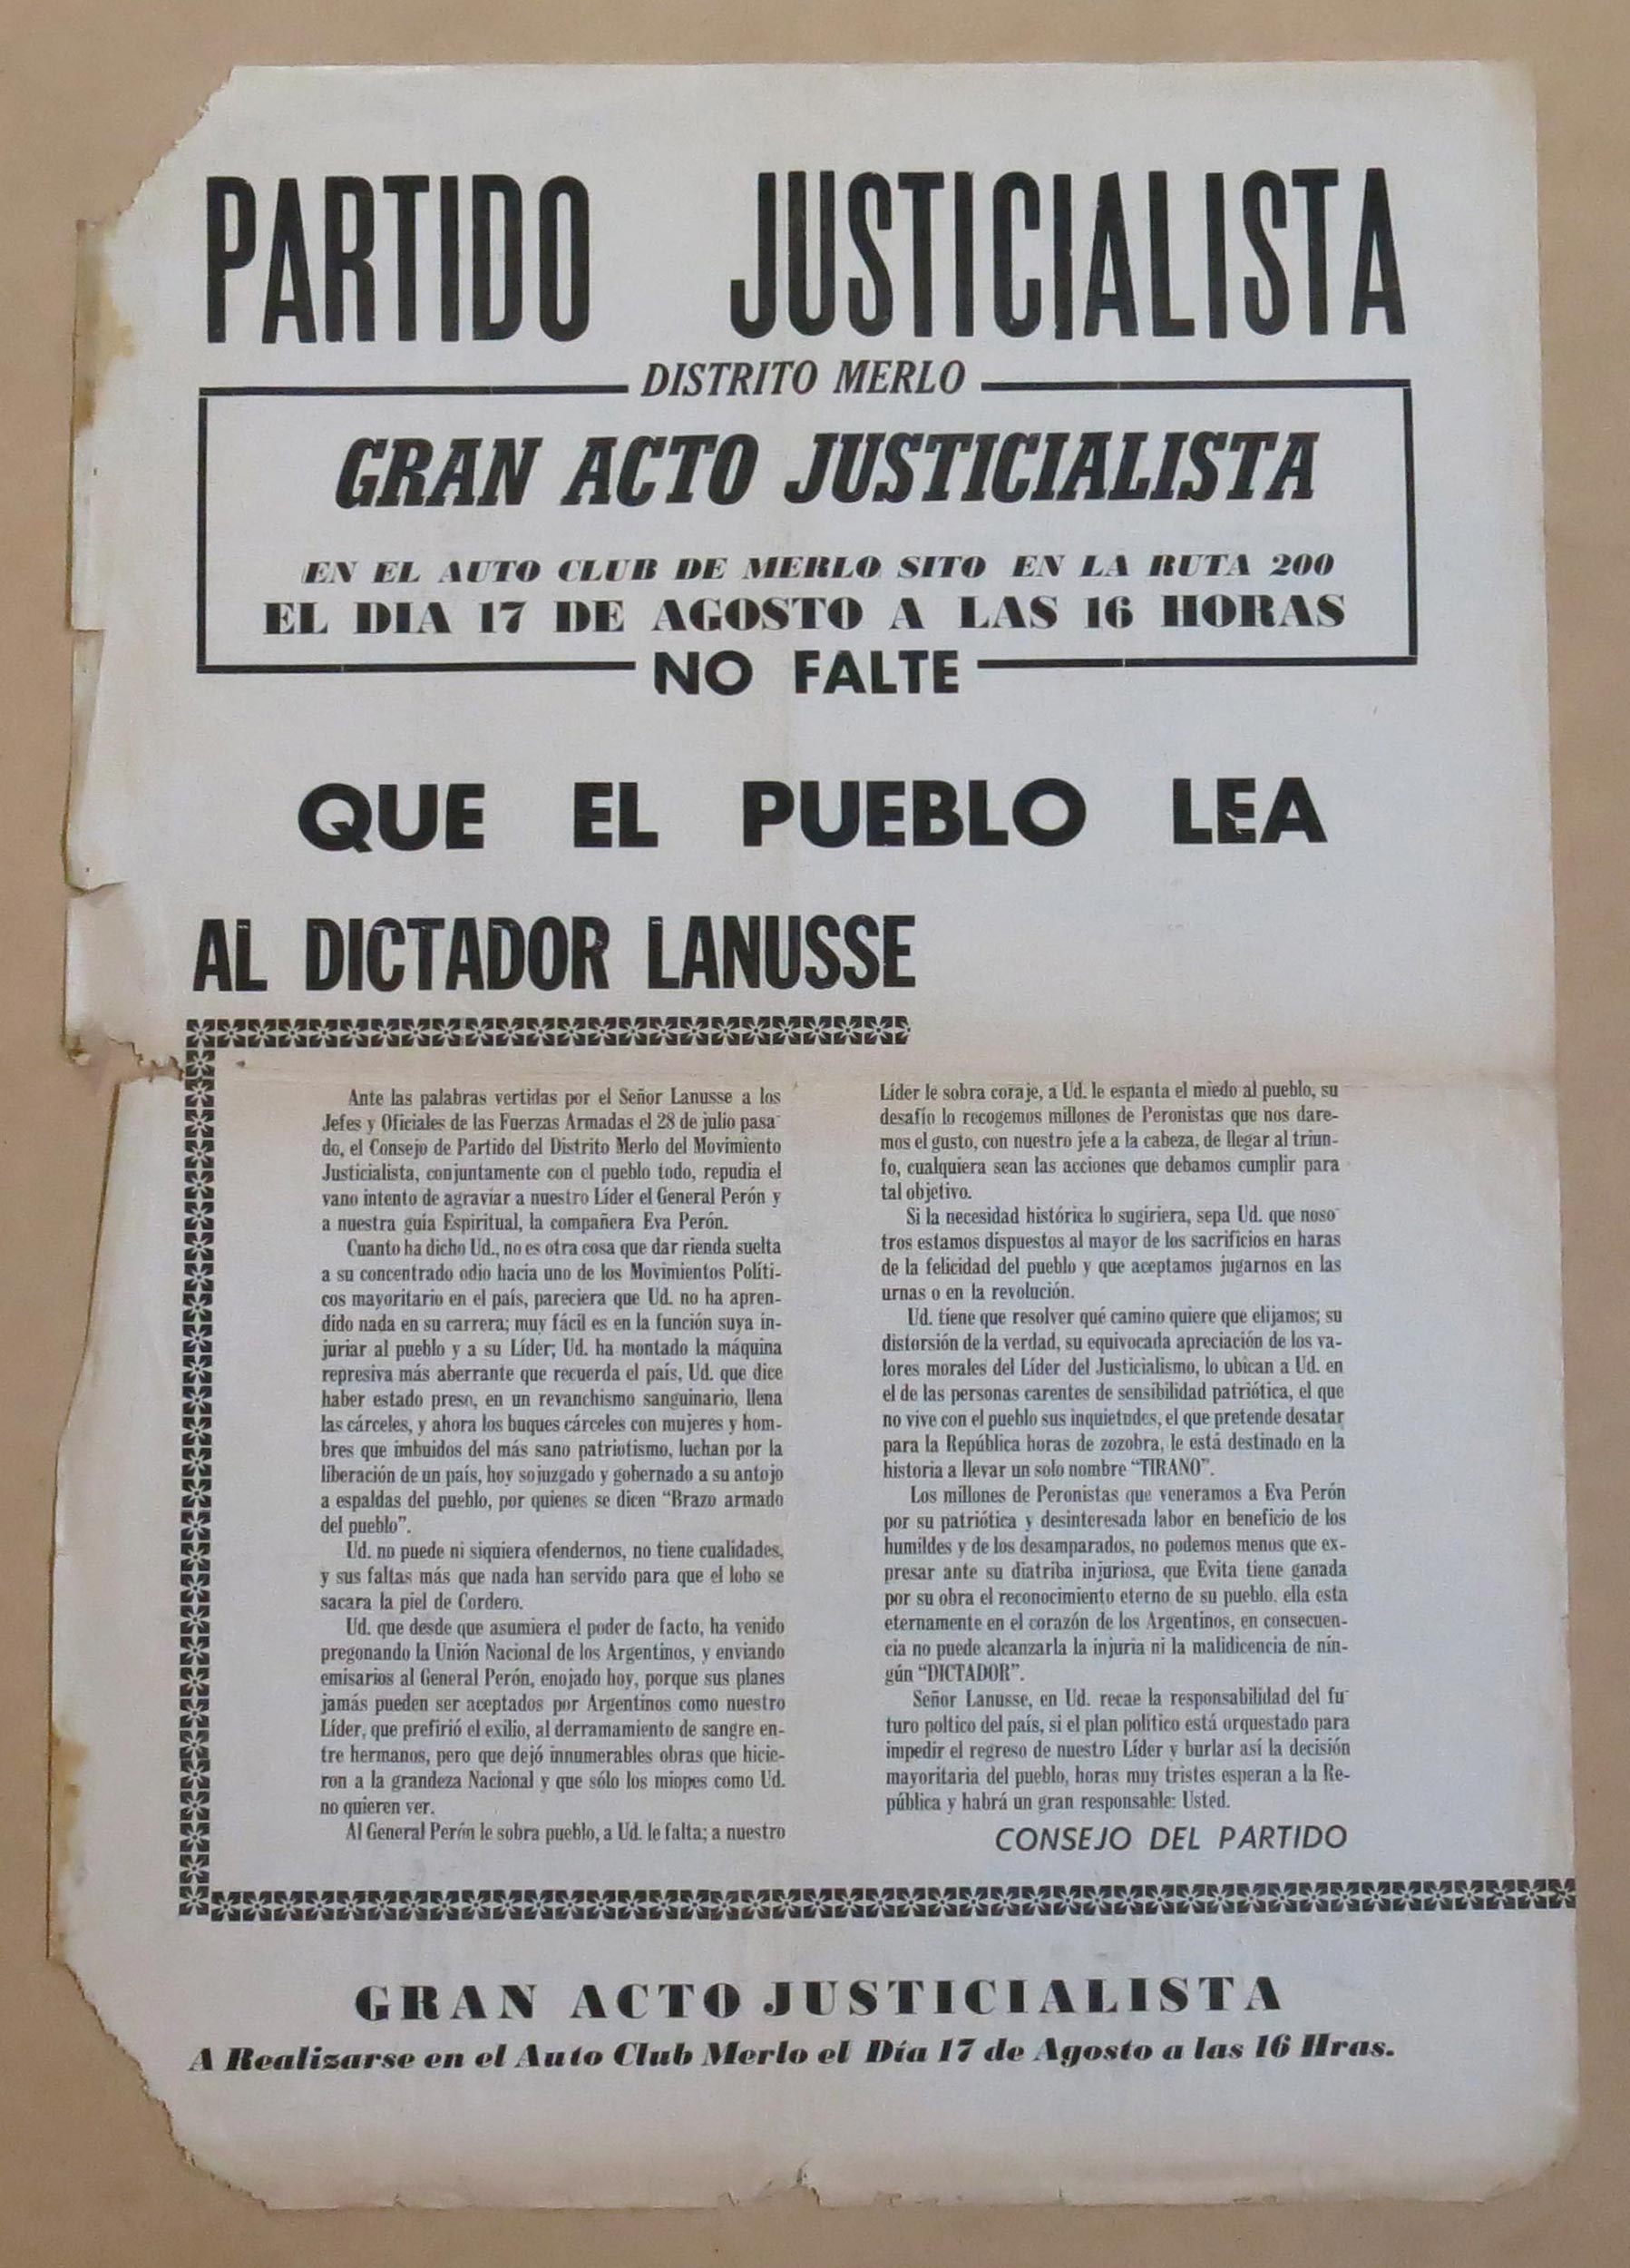 PARTIDO JUSTICIALISTA
DISTRITO MERLO
GRAN ACTO JUSTICIALISTA
EN EL AUTO CLUB DE MERLO SITO EN LA RUTA 200
EL DIA 17 DE AGOSTO A LAS 16 HORAS
NO FALTE
QUE EL PUEBLO LEA
AL DICTADOR LANUSSE
Ante las palabras vertidas por el Señor Lanusse a los
Jefes y Oficiales de las Fuerzas Armadas el 28 de julio pasa-
do, el Consejo de Partido del Distrito Merlo del Movimiento
Justicialista, conjuntamente con el pueblo todo, repudia el
vano intento de agraviar a nuestro Líder el General Perón y
a nuestra guía Espiritual, la compañera Eva Perón.
Cuanto ha dicho Ud., no es otra cosa que dar rienda suelta
a su concentrado odio hacia uno de los Movimientos Políti-
cos mayoritario en el país, pareciera que Ud. no ha apren-
dido nada en su carrera; muy fácil es en la función suya in-
juriar al pueblo y a su Líder; Ud. ha montado la máquina
represiva más aberrante que recuerda el país, Ud. que dice
haber estado preso, en un revanchismo sanguinario, llena
las cárceles, y ahora los buques cárceles con mujeres y hom-
bres que imbuidos del más sano patriotismo, luchan por la
liberación de un país, hoy sojuzgado y gobernado a su antojo
a espaldas del pueblo, por quienes se dicen “Brazo armado
del pueblo”.
Ud. no puede ni siquiera ofendernos, no tiene cualidades,
y sus faltas más que nada han servido para que el lobo se
sacara la piel de Cordero.
Ud. que desde que asumiera el poder de facto, ha venido
pregonando la Unión Nacional de los Argentinos, y enviando
emisarios al General Perón, enojado hoy, porque sus planes
jamás pueden ser aceptados por Argentinos como nuestro
Líder, que prefirió el exilio, al derramamiento de sangre en-
tre hermanos, pero que dejó innumerables obras que hicie-
ron a la grandeza Nacional y que sólo los miopes como Ud.
no quieren ver.
Al General Perón le sobra pueblo, a Ud. le falta; a nuestro
Líder le sobra coraje, a Ud. le espanta el miedo al pueblo, su
desafío lo recogemos millones de Peronistas que nos dare-
mos el gusto, con nuestro jefe a la cabeza, de llegar al triun-
fo, cualquiera sean las acciones que debamos cumplir para
tal objetivo.
Si la necesidad histórica lo sugiriera, sepa Ud. que noso-
tros estamos dispuestos al mayor de los sacrificios en haras
de la felicidad del pueblo y que aceptamos jugarnos en las
urnas o en la revolución.
Ud. tiene que resolver qué camino quiere que elijamos; su
distorsión de la verdad, su equivocada apreciación de los va-
lores morales del Líder del Justicialismo, lo ubican a Ud. en
el de las personas carentes de sensibilidad patriótica, el que
no vive con el pueblo sus inquietudes, el que pretende desatar
para la República horas de zozobra, le está destinado en la
historia a llevar un solo nombre “TIRANO”.
Los millones de Peronistas que veneramos a Eva Perón
por su patriótica y desinteresada labor en beneficio de los
humildes y de los desamparados, no podemos menos que ex-
presar ante su diatriba injuriosa, que Evita tiene ganada
por su obra el reconocimiento eterno de su pueblo, ella esta
eternamente en el corazón de los Argentinos, en consecuen-
cia no puede alcanzarla la injuria ni la malidicencia de nin-
gún “DICTADOR”.
Señor Lanusse, en Ud. recae la responsabilidad del fu-
turo poltico del país, si el plan político está orquestado para
impedir el regreso de nuestro Líder y burlar así la decisión
mayoritaria del pueblo, horas muy tristes esperan a la Re-
pública y habrá un gran responsable: Usted.
CONSEJO DEL PARTIDO
GRAN ACTO JUSTICIALISTA
A Realizarse en el Auto Club Merlo el Día 17 de Agosto a las 16 Hras.